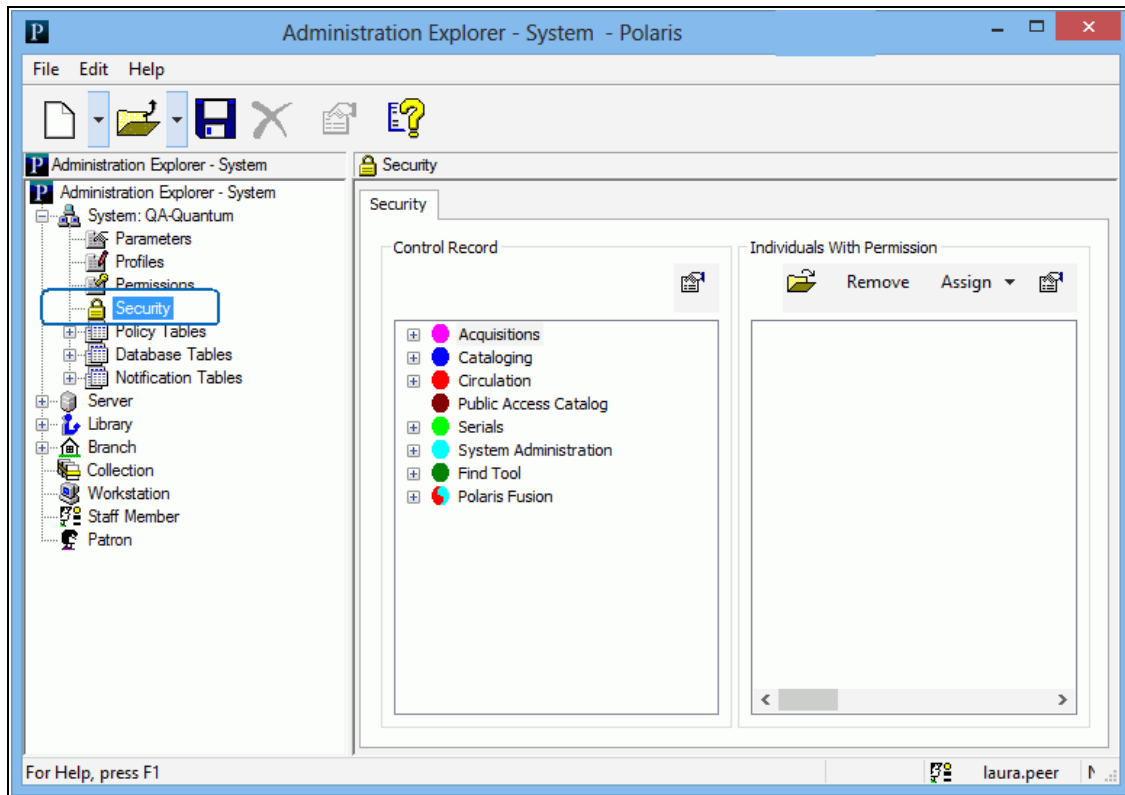 P
Administration Explorer - System - Polaris
File Edit Help
P Administration Explorer - System
Security
P Administration Explorer - System
System: QA-Quantum
Parameters
Profiles
Permissions
Security
Policy Tables
Database Tables
Notification Tables
Server
Library
Branch
Collection
Workstation
Staff Member
Patron
Security
Control Record
Acquisitions
Cataloging
Circulation
Public Access Catalog
Serials
System Administration
Find Tool
Polaris Fusion
Individuals With Permission
Remove Assign
For Help, press F1
laura.peer